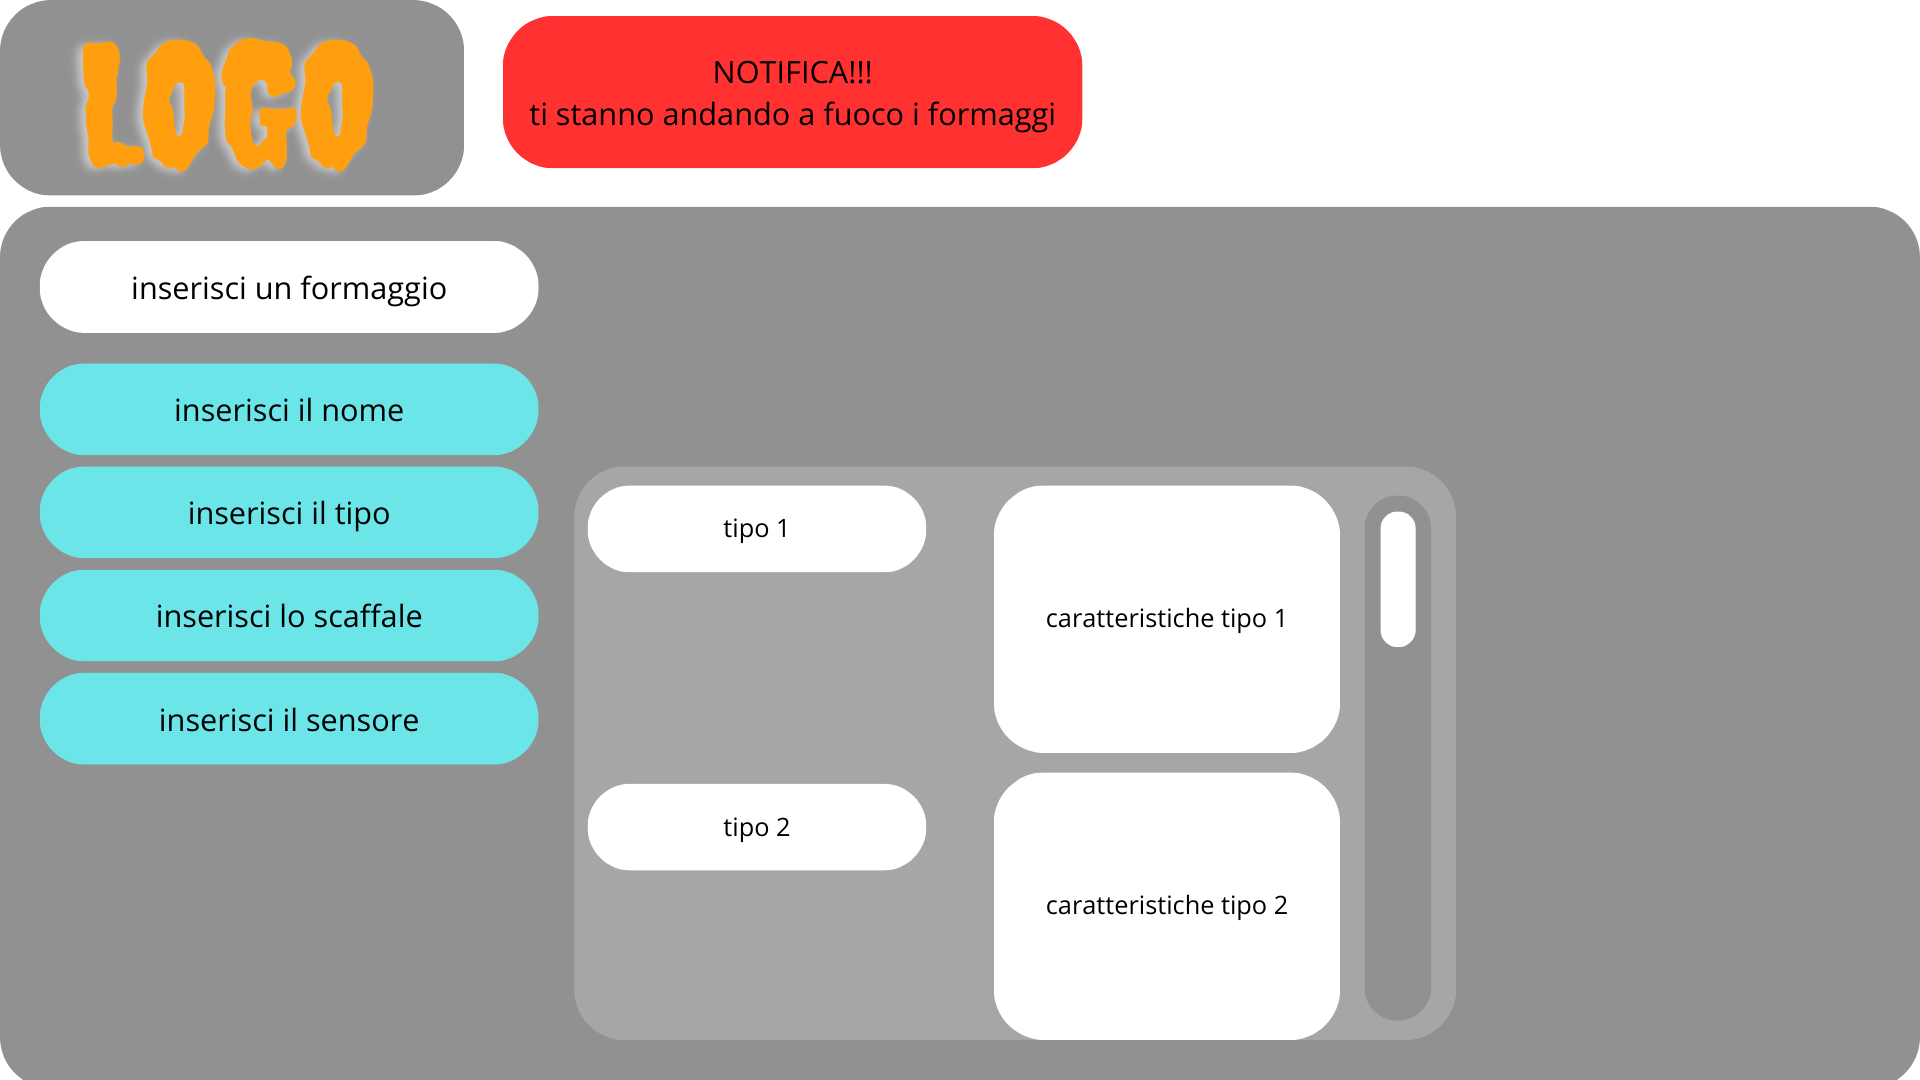 LOGO
NOTIFICA!!!
ti stanno andando a fuoco i formaggi
inserisci un formaggio
inserisci il nome
inserisci il tipo
inserisci lo scaffale
inserisci il sensore
tipo 1
caratteristiche tipo 1
tipo 2
caratteristiche tipo 2